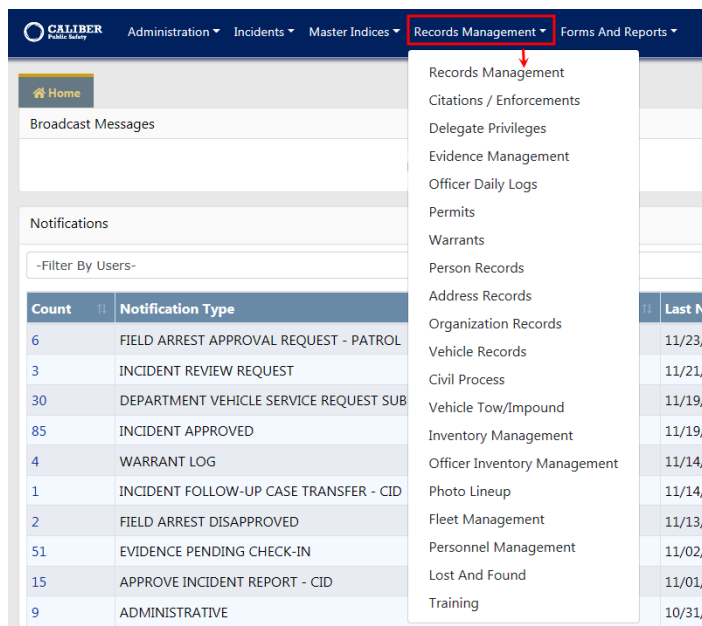 CALIBER
Public Safety
Administration Incidents Master Indices Records Management Forms And Reports
Home
Broadcast Messages
Notifications
-Filter By Users-
Count Notification Type Last
6 FIELD ARREST APPROVAL REQUEST - PATROL 11/23/
3 INCIDENT REVIEW REQUEST 11/21/
30 DEPARTMENT VEHICLE SERVICE REQUEST SUB 11/19/
85 INCIDENT APPROVED 11/19/
4 WARRANT LOG 11/14/
1 INCIDENT FOLLOW-UP CASE TRANSFER - CID 11/14/
2 FIELD ARREST DISAPPROVED 11/13/
51 EVIDENCE PENDING CHECK-IN 11/02/
15 APPROVE INCIDENT REPORT - CID 11/01/
9 ADMINISTRATIVE 10/31/
Records Management
Citations / Enforcements
Delegate Privileges
Evidence Management
Officer Daily Logs
Permits
Warrants
Person Records
Address Records
Organization Records
Vehicle Records
Civil Process
Vehicle Tow/Impound
Inventory Management
Officer Inventory Management
Photo Lineup
Fleet Management
Personnel Management
Lost And Found
Training